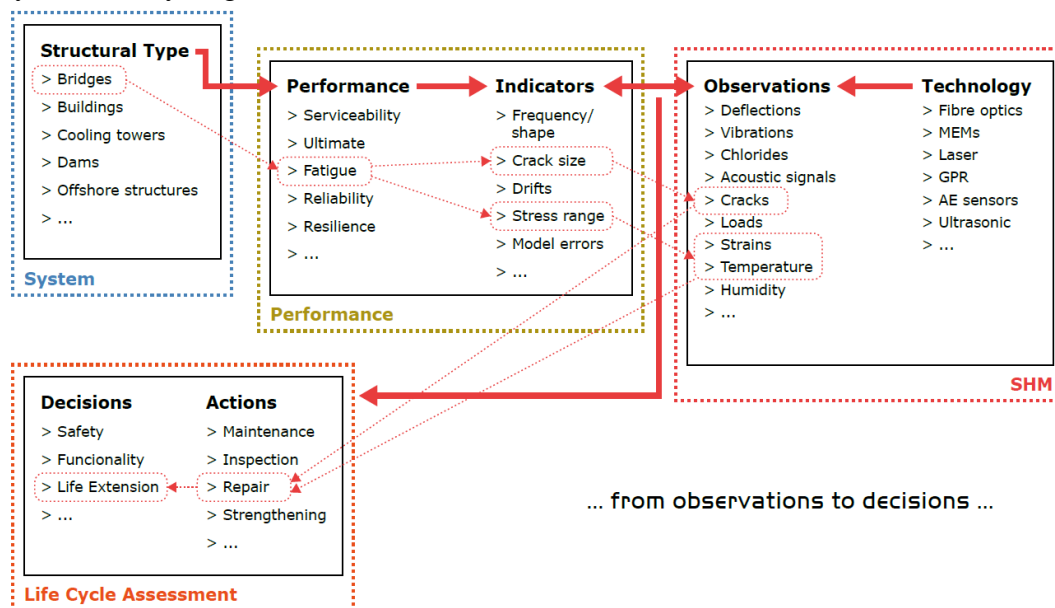 Structural Type
> Bridges
> Buildings
> Cooling towers
> Dams
> Offshore structures
> ...
System
Performance
> Serviceability
> Ultimate
> Fatigue
> Reliability
> Resilience
> ...
Indicators
> Frequency/
shape
> Crack size
> Drifts
> Stress range
> Model errors
> ...
Performance
Observations
> Deflections
> Vibrations
> Chlorides
> Acoustic signals
> Cracks
> Loads
> Strains
> Temperature
> Humidity
> ...
Technology
> Fibre optics
> MEMs
> Laser
> GPR
> AE sensors
> Ultrasonic
> ...
SHM
Decisions
> Safety
> Funcionality
> Life Extension
> ...
Actions
> Maintenance
> Inspection
> Repair
> Strengthening
> ...
Life Cycle Assessment
... from observations to decisions ...